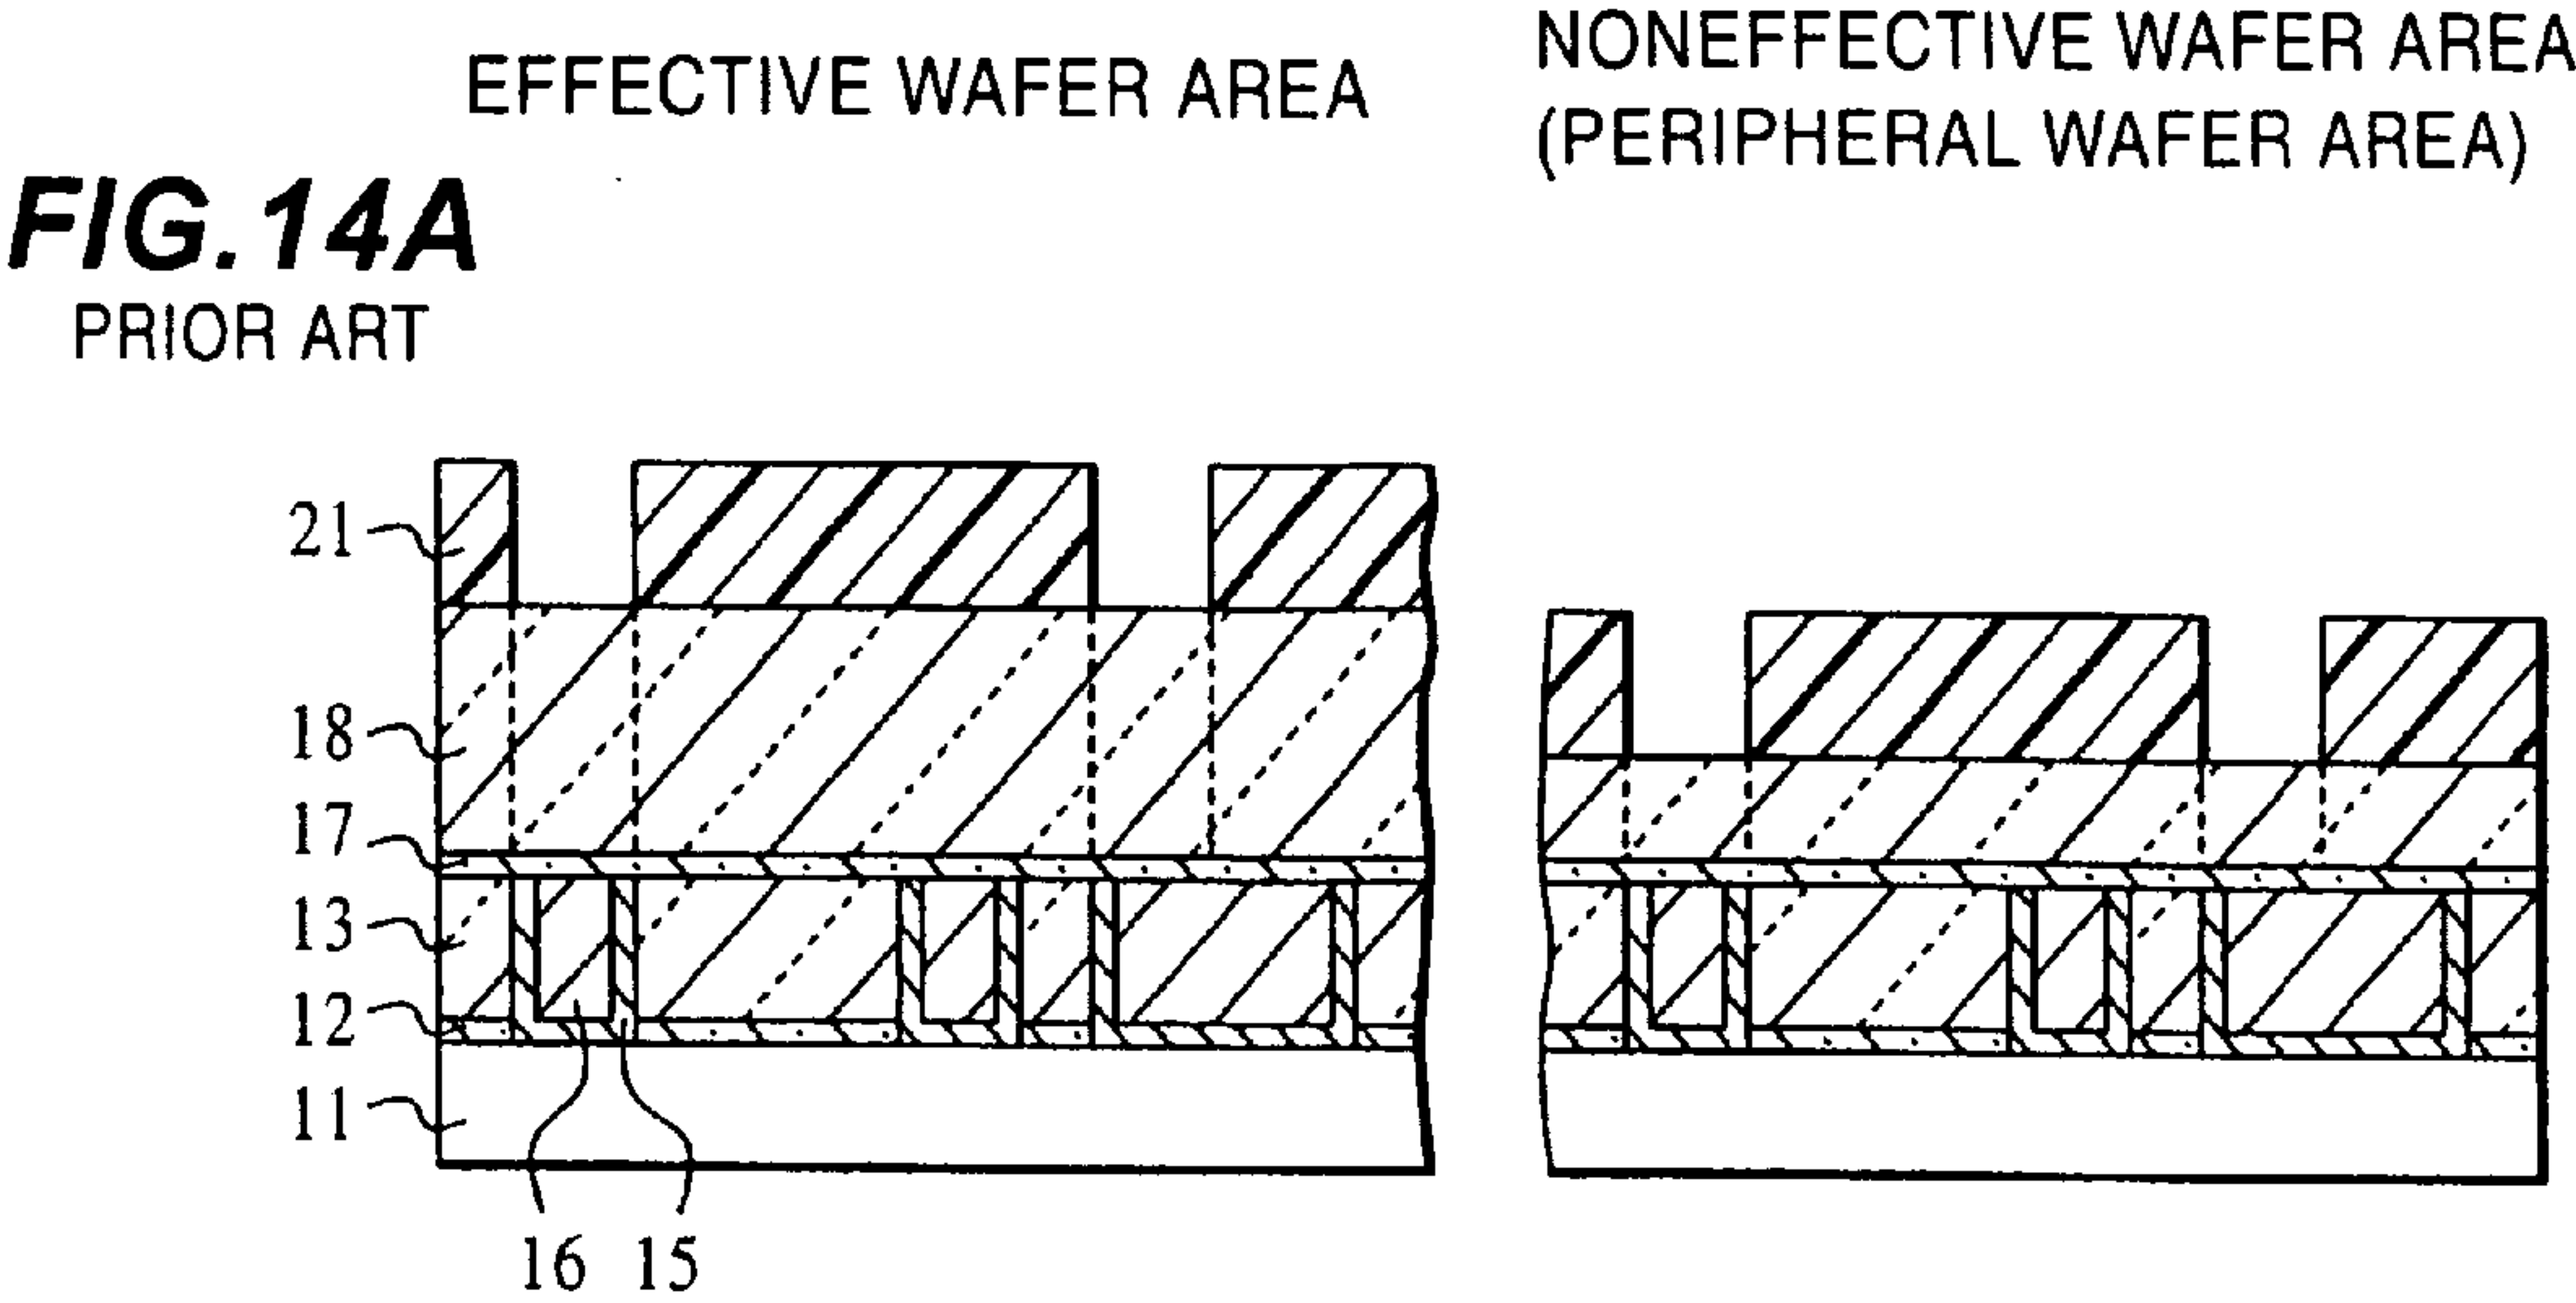 EFFECTIVE WAFER AREA
NONEFFECTIVE WAFER AREA
(PERIPHERAL WAFER AREA)
FIG.14A
PRIOR ART
21
18
17
13
12
11
16
15